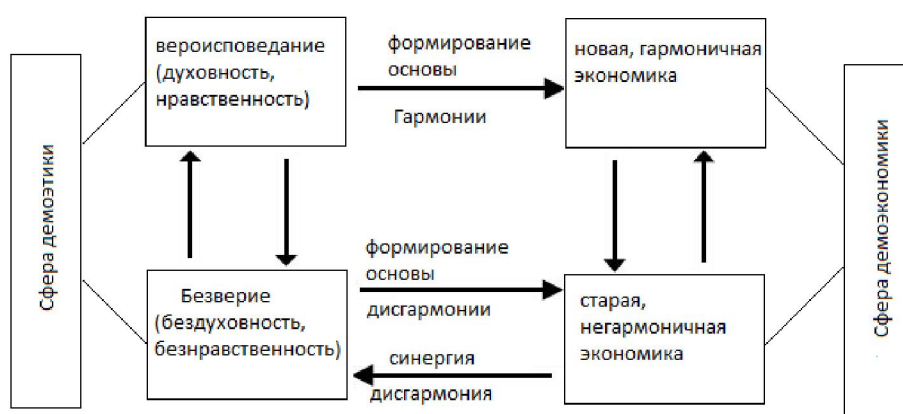 Сфера демоэтики
вероисповедание
(духовность,
нравственность)
формирование
основы
Гармонии
новая, гармоничная
экономика
Безверие
(бездуховность,
безнравственность)
формирование
основы
дисгармонии
синергия
дисгармония
старая,
негармоничная
экономика
Сфера демоэкономики